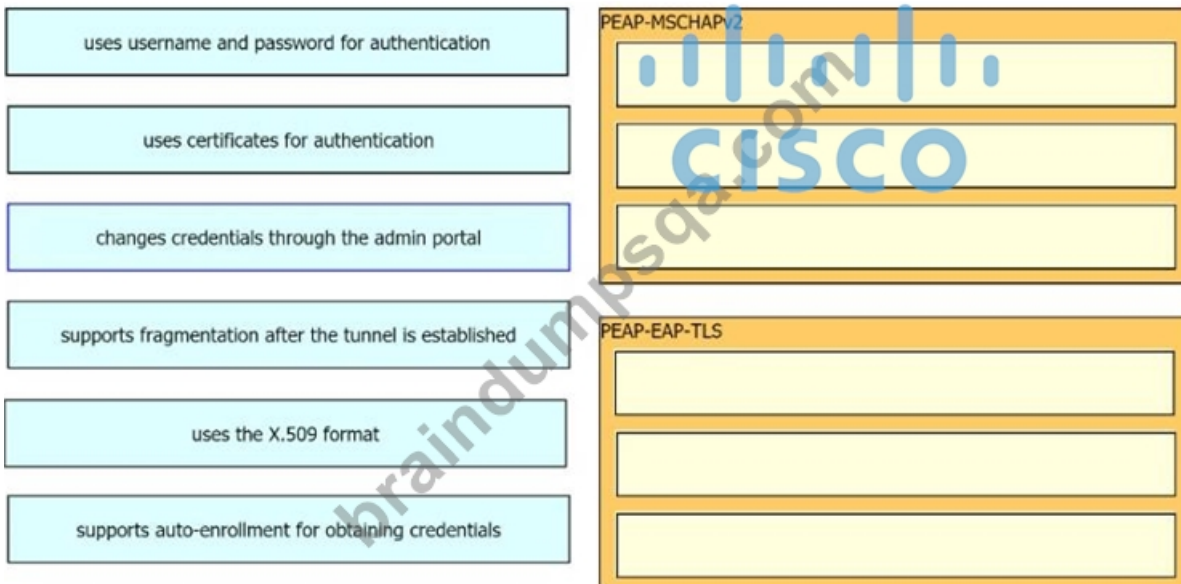 uses username and password for authentication
uses certificates for authentication
changes credentials through the admin portal
supports fragmentation after the tunnel is established
uses the X.509 format
supports auto-enrollment for obtaining credentials
PEAP-MSCHAPv2
CISCO
PEAP-EAP-TLS
braindumpsqa.com